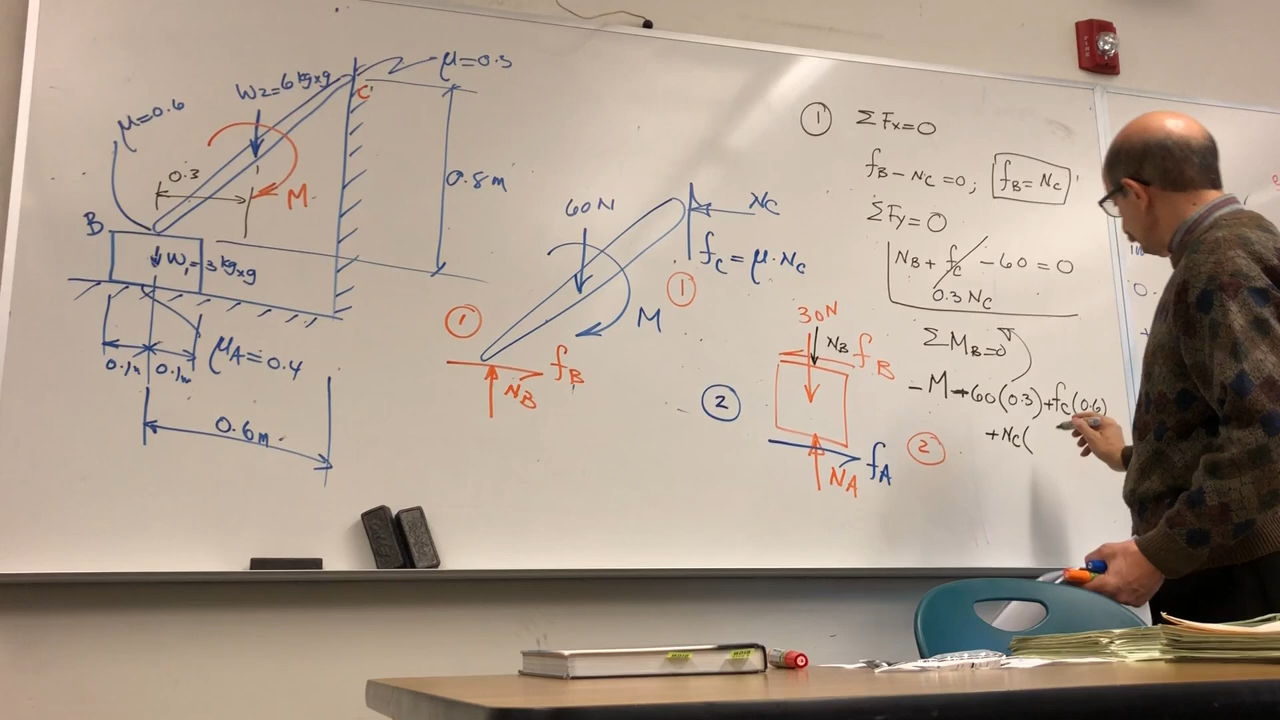 μ=0.6
W2=6kg×g
μ=0.3
C
0.3
M
0.8m
B
W1=3kg×g
0.1m
0.1m
μA=0.4
0.6m
60N
NC
fC=μ·NC
1
M
1
fB
NB
30N
NB
fB
2
NA
fA
2
1
ΣFx=0
fB-NC=0; fB=NC
ΣFy=0
NB+fC-60=0
0.3NC
ΣMB=0
-M-60(0.3)+fC(0.6)
+NC(
FIRE